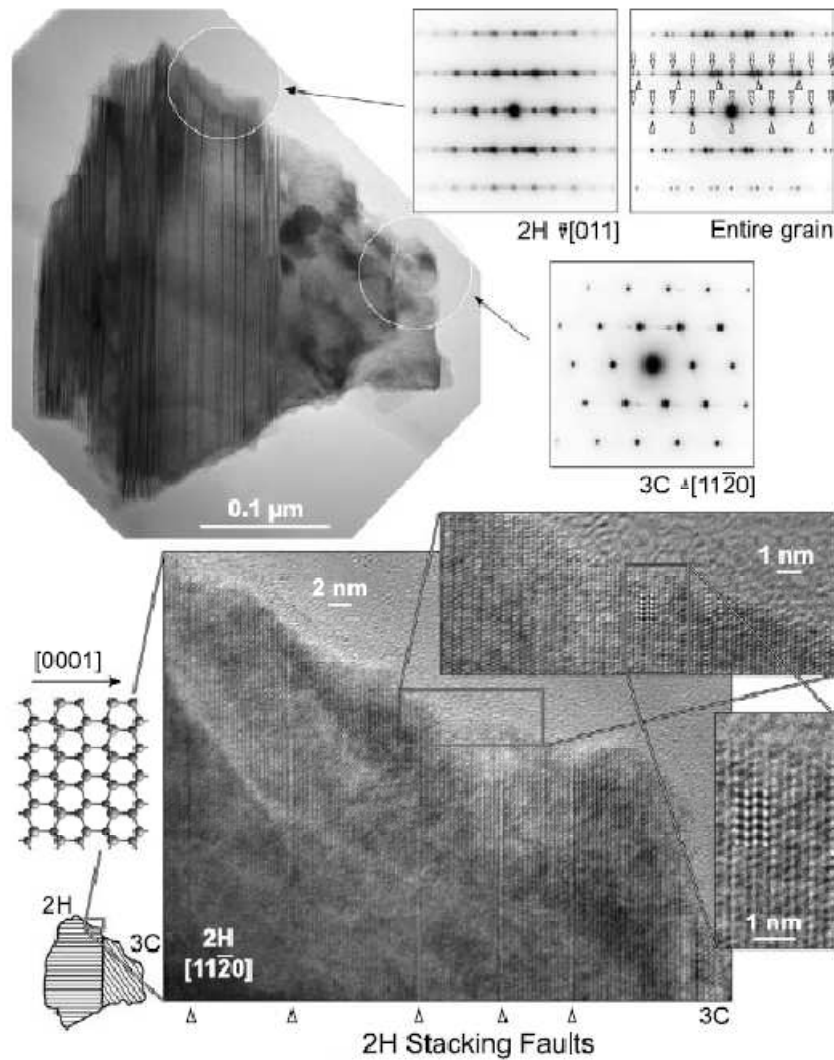 2H [011]
Entire grain
3C [112̅0]
0.1 µm
1 nm
2 nm
[0001]
1 nm
2H
3C
2H
[112̅0]
3C
2H Stacking Faults